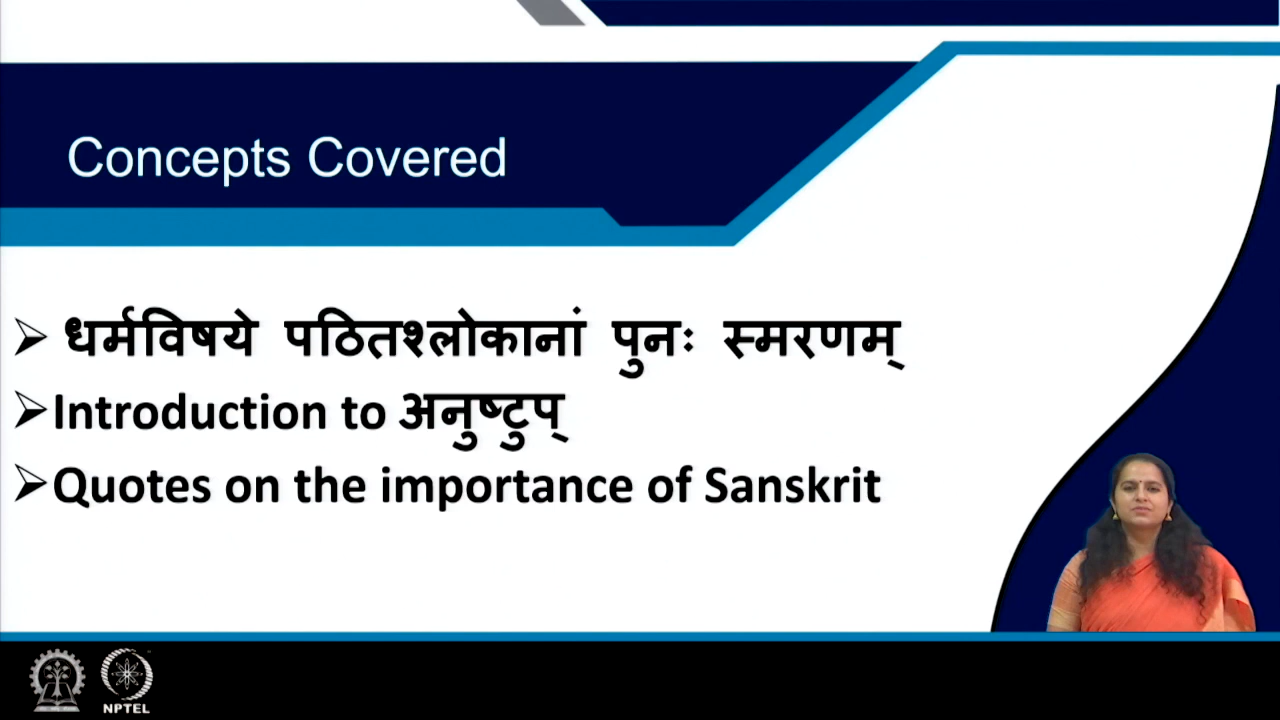 Concepts Covered
धर्मविषये पठितश्लोकानां पुनः स्मरणम्
Introduction to अनुष्टुप्
Quotes on the importance of Sanskrit
NPTEL